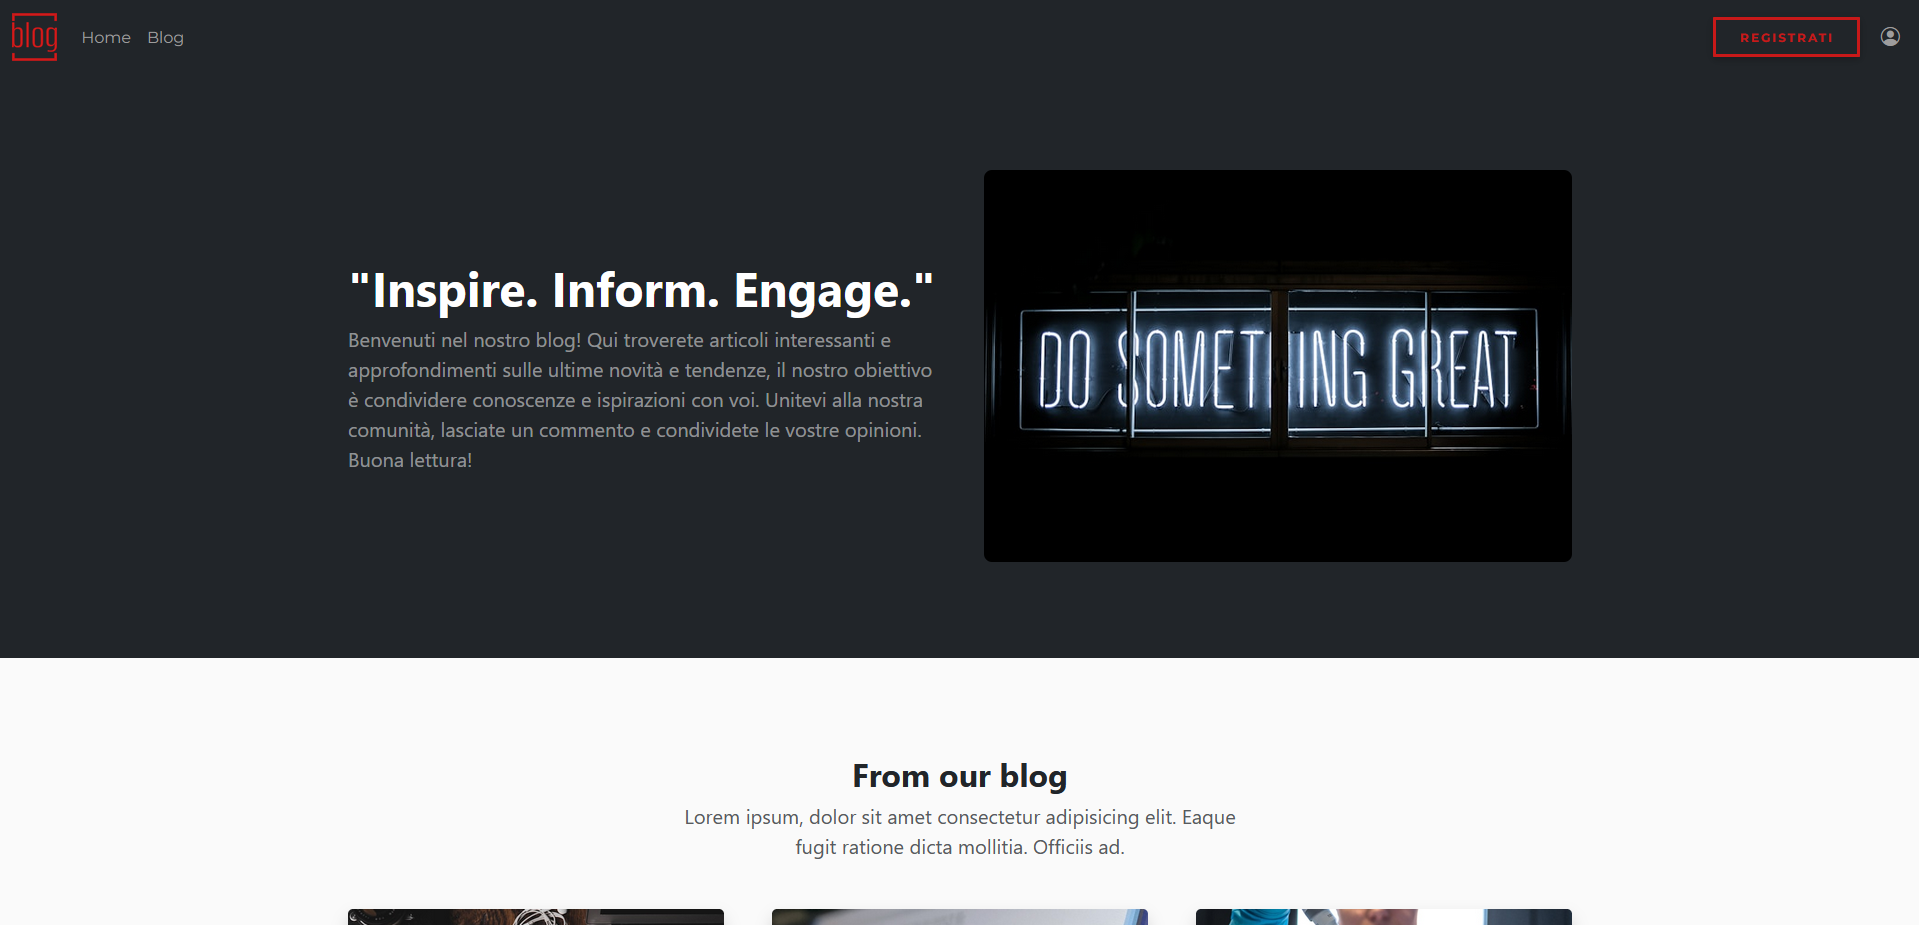 blog
Home
Blog
REGISTRATI
"Inspire. Inform. Engage."
Benvenuti nel nostro blog! Qui troverete articoli interessanti e
approfondimenti sulle ultime novità e tendenze, il nostro obiettivo
è condividere conoscenze e ispirazioni con voi. Unitevi alla nostra
comunità, lasciate un commento e condividete le vostre opinioni.
Buona lettura!
DO SOMETHING GREAT
From our blog
Lorem ipsum, dolor sit amet consectetur adipisicing elit. Eaque
fugit ratione dicta mollitia. Officiis ad.